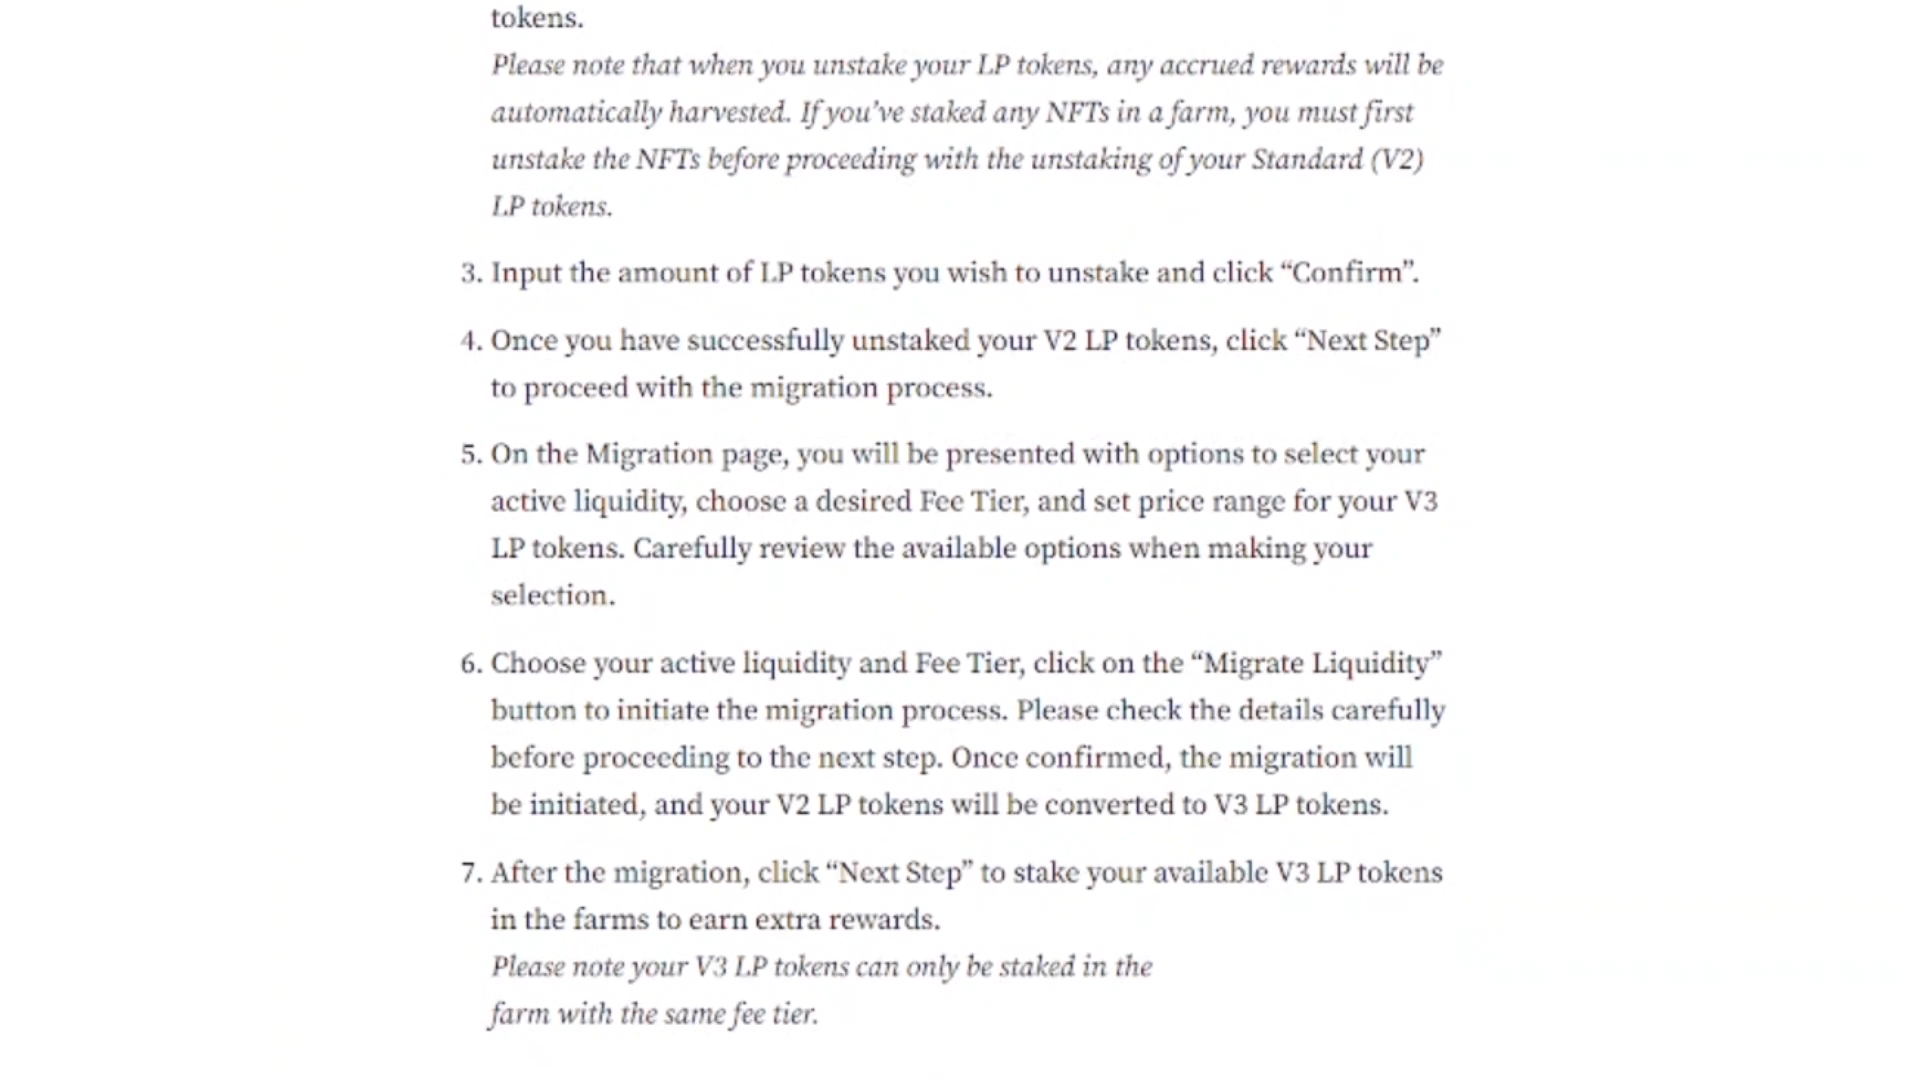 tokens.
Please note that when you unstake your LP tokens, any accrued rewards will be
automatically harvested. If you’ve staked any NFTs in a farm, you must first
unstake the NFTs before proceeding with the unstaking of your Standard (V2)
LP tokens.
3. Input the amount of LP tokens you wish to unstake and click “Confirm”.
4. Once you have successfully unstaked your V2 LP tokens, click “Next Step”
to proceed with the migration process.
5. On the Migration page, you will be presented with options to select your
active liquidity, choose a desired Fee Tier, and set price range for your V3
LP tokens. Carefully review the available options when making your
selection.
6. Choose your active liquidity and Fee Tier, click on the “Migrate Liquidity”
button to initiate the migration process. Please check the details carefully
before proceeding to the next step. Once confirmed, the migration will
be initiated, and your V2 LP tokens will be converted to V3 LP tokens.
7. After the migration, click “Next Step” to stake your available V3 LP tokens
in the farms to earn extra rewards.
Please note your V3 LP tokens can only be staked in the
farm with the same fee tier.